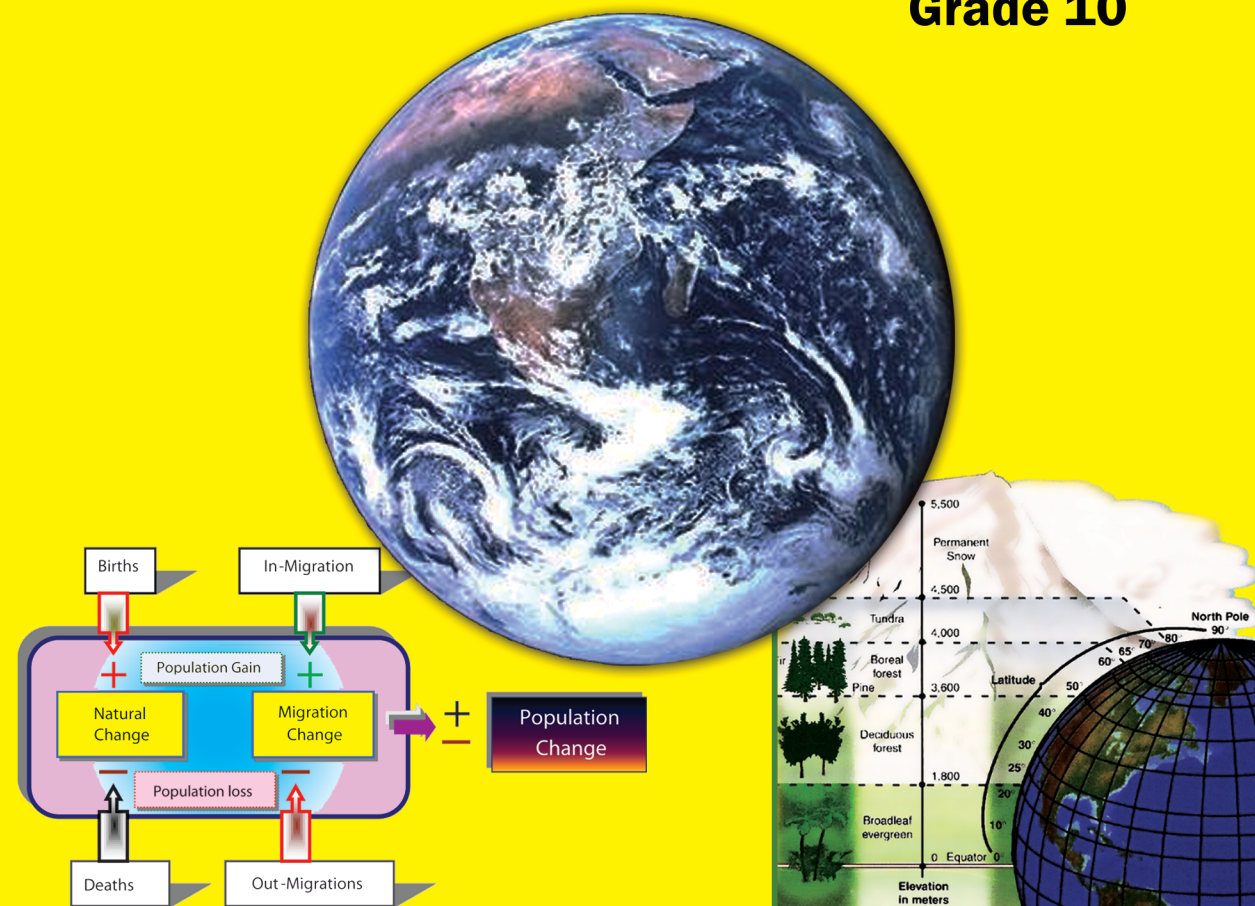 Grade 10
Births
In-Migration
Population Gain
Natural
Change
Migration
Change
Population
Change
Population loss
Deaths
Out-Migrations
5,500
Permanent
Snow
4,500
Tundra
4,000
Boreal
forest
Pine
3,600
Deciduous
forest
1.800
Broadleaf
evergreen
0 Equator 0°
Elevation
in meters
North Pole
90°
80°
70°
65°
60°
Latitude
50°
40°
30°
25°
20°
10°